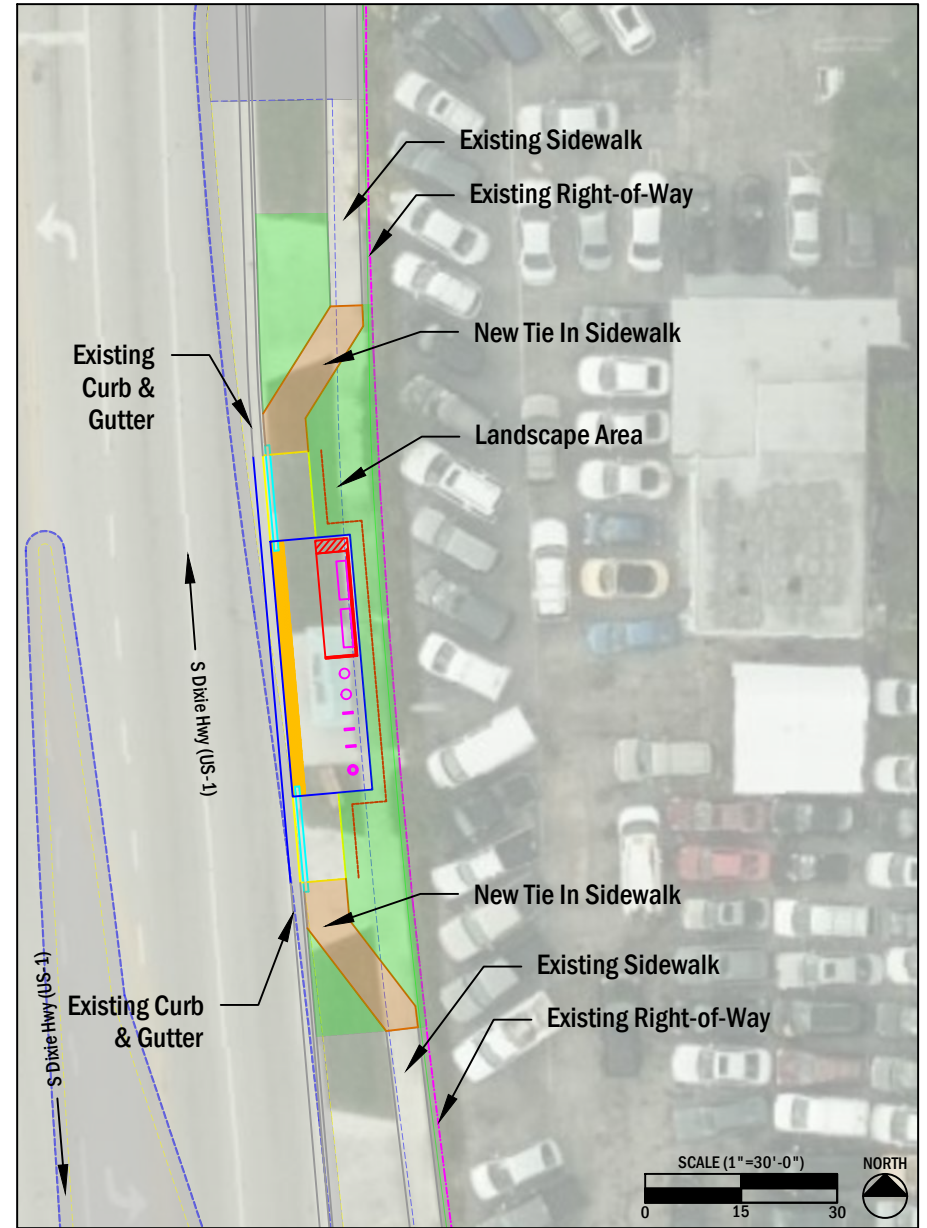 Existing Sidewalk
Existing Right-of-Way
New Tie In Sidewalk
Existing
Curb &
Gutter
Landscape Area
S Dixie Hwy (US-1)
New Tie In Sidewalk
Existing Sidewalk
S Dixie Hwy (US-1)
Existing Curb
& Gutter
Existing Right-of-Way
SCALE (1"=30'-0")
NORTH
0 15 30